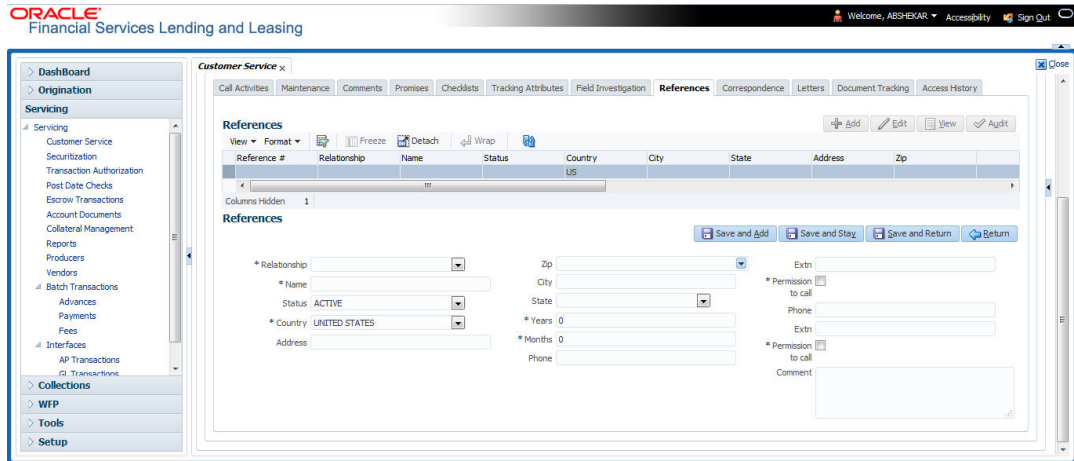 ORACLE
Financial Services Lending and Leasing
Welcome, ABSHEKAR Accessibility Sign Out
Close
DashBoard
Origination
Servicing
Servicing
Customer Service
Securitization
Transaction Authorization
Post Date Checks
Escrow Transactions
Account Documents
Collateral Management
Reports
Producers
Vendors
Batch Transactions
Advances
Payments
Fees
Interfaces
AP Transactions
GL Transactions
Collections
WFP
Tools
Setup
Customer Service x
Call Activities Maintenance Comments Promises Checklists Tracking Attributes Field Investigation References Correspondence Letters Document Tracking Access History
References
Add Edit View Audit
View Format Freeze Detach Wrap
Reference # Relationship Name Status Country City State Address Zip
US
Columns Hidden 1
References
Save and Add Save and Stay Save and Return Return
* Relationship
* Name
Status ACTIVE
* Country UNITED STATES
Address
Zip
City
State
* Years 0
* Months 0
Phone
Extn
* Permission to call
Phone
Extn
* Permission to call
Comment